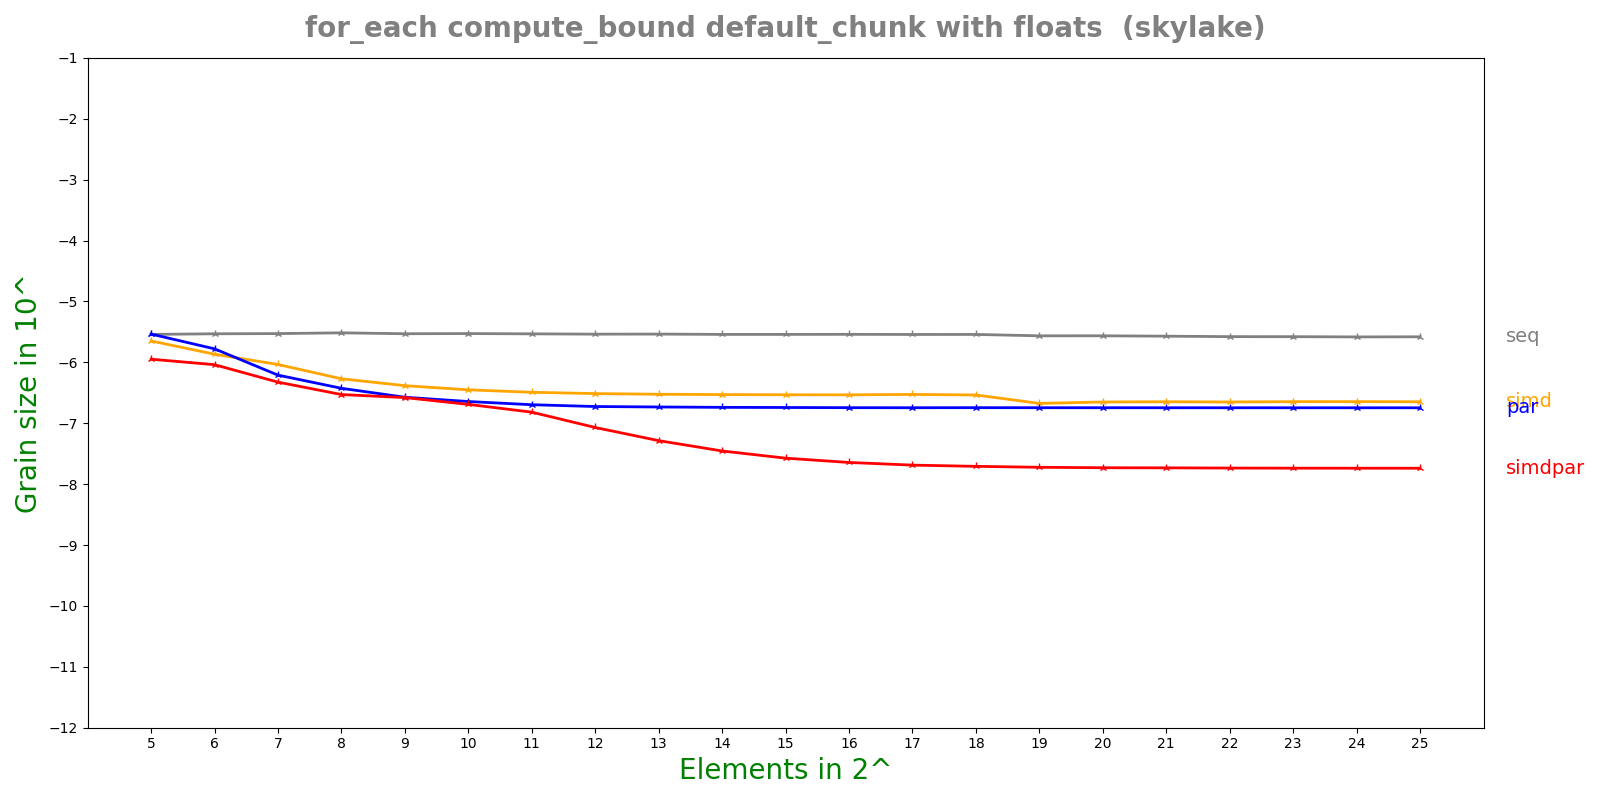 for_each compute_bound default_chunk with floats (skylake)
Grain size in 10^
−1
−2
−3
−4
−5
−6
−7
−8
−9
−10
−11
−12
seq
simd
par
simdpar
5 6 7 8 9 10 11 12 13 14 15 16 17 18 19 20 21 22 23 24 25
Elements in 2^